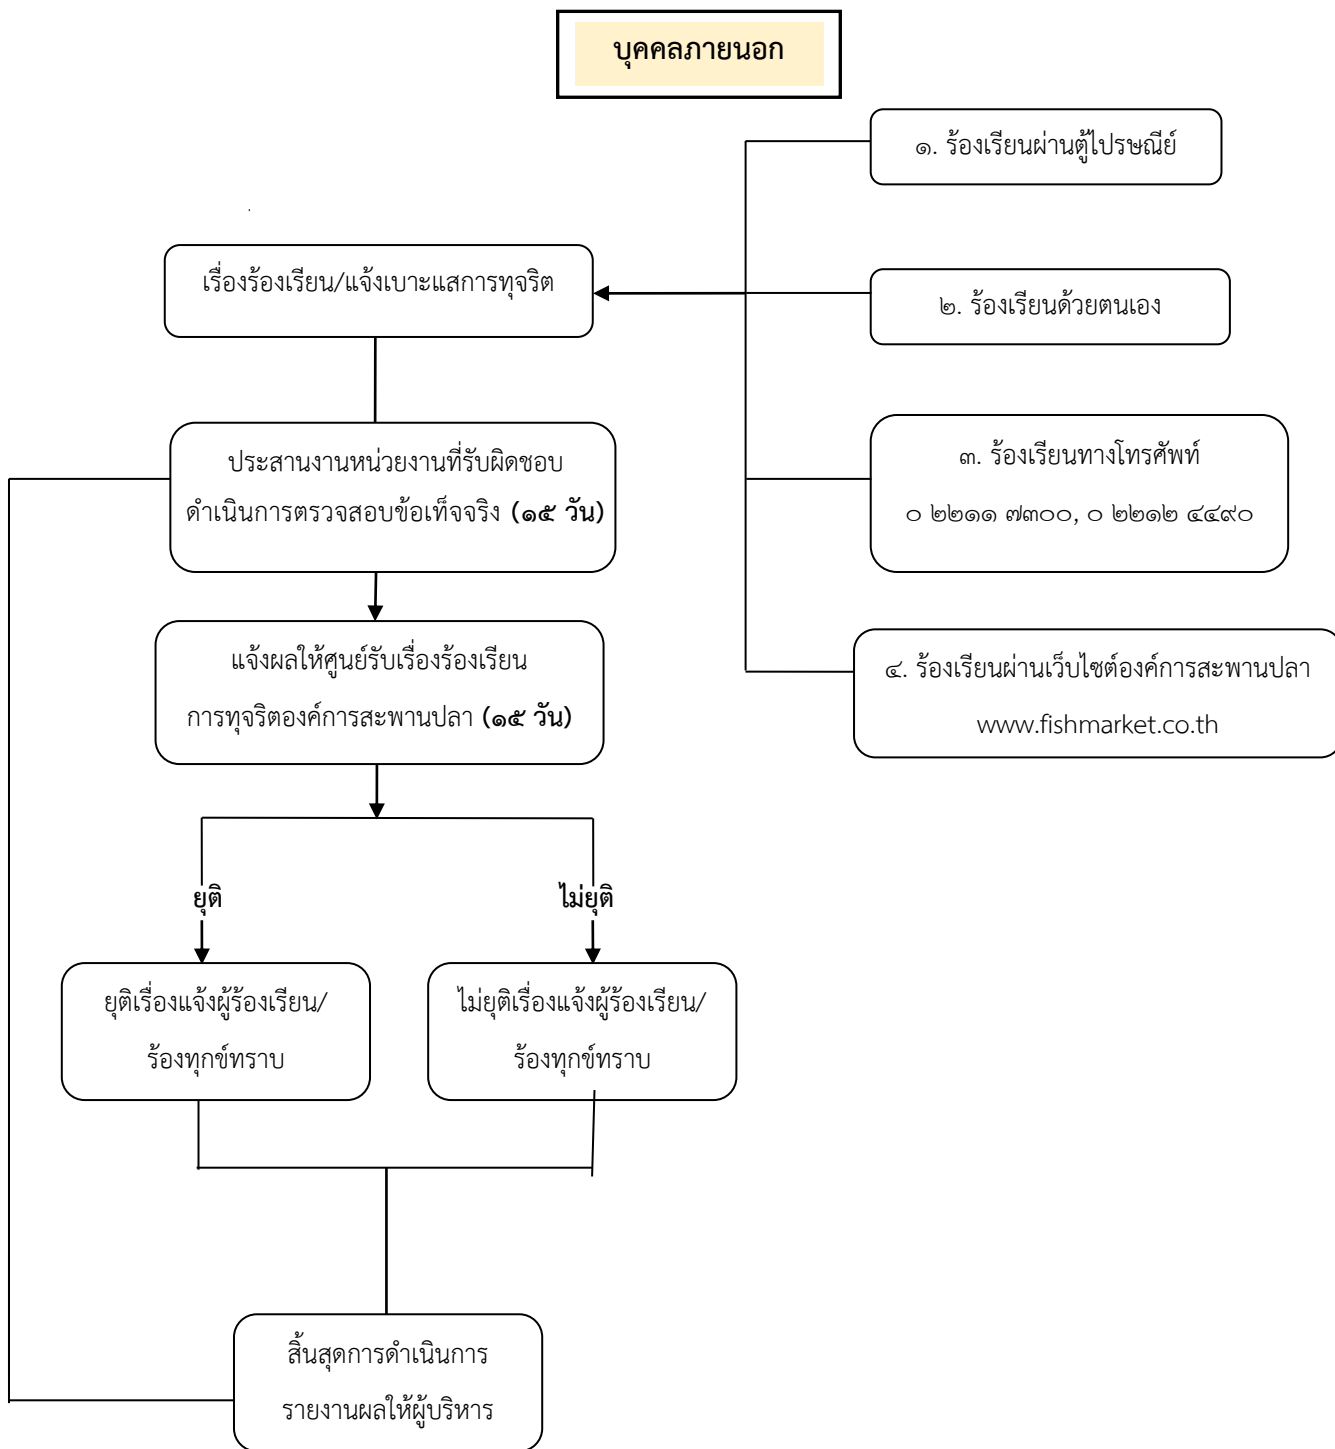 บุคคลภายนอก
๑. ร้องเรียนผ่านตู้ไปรษณีย์
เรื่องร้องเรียน/แจ้งเบาะแสการทุจริต
๒. ร้องเรียนด้วยตนเอง
ประสานงานหน่วยงานที่รับผิดชอบ
ดำเนินการตรวจสอบข้อเท็จจริง (๑๕ วัน)
๓. ร้องเรียนทางโทรศัพท์
๐ ๒๒๑๑ ๗๓๐๐, ๐ ๒๒๑๒ ๔๔๙๐
แจ้งผลให้ศูนย์รับเรื่องร้องเรียน
การทุจริตองค์การสะพานปลา (๑๕ วัน)
๔. ร้องเรียนผ่านเว็บไซต์องค์การสะพานปลา
www.fishmarket.co.th
ยุติ
ไม่ยุติ
ยุติเรื่องแจ้งผู้ร้องเรียน/
ร้องทุกข์ทราบ
ไม่ยุติเรื่องแจ้งผู้ร้องเรียน/
ร้องทุกข์ทราบ
สิ้นสุดการดำเนินการ
รายงานผลให้ผู้บริหาร